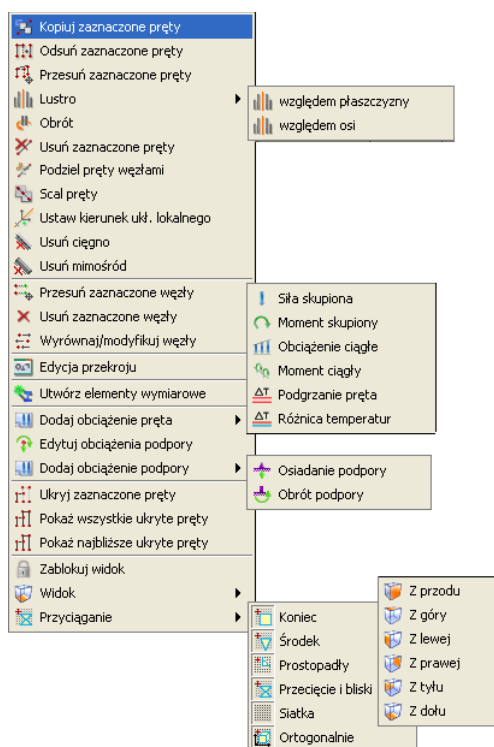 Kopiuj zaznaczone pręty
Odsuń zaznaczone pręty
Przesuń zaznaczone pręty
Lustro
względem płaszczyzny
względem osi
Obrót
Usuń zaznaczone pręty
Podziel pręty węzłami
Scal pręty
Ustaw kierunek ukł. lokalnego
Usuń cięgno
Usuń mimośród
Przesuń zaznaczone węzły
Usuń zaznaczone węzły
Wyrównaj/modyfikuj węzły
Edycja przekroju
Utwórz elementy wymiarowe
Dodaj obciążenie pręta
Siła skupiona
Moment skupiony
Obciążenie ciągłe
Moment ciągły
ΔT Podgrzanie pręta
ΔT Różnica temperatur
Edytuj obciążenia podpory
Dodaj obciążenie podpory
Osiadanie podpory
Obrót podpory
Ukryj zaznaczone pręty
Pokaż wszystkie ukryte pręty
Pokaż najbliższe ukryte pręty
Zablokuj widok
Widok
Z przodu
Z góry
Z lewej
Z prawej
Z tyłu
Z dołu
Przyciąganie
Koniec
Środek
Prostopadły
Przecięcie i bliski
Siatka
Ortogonalnie